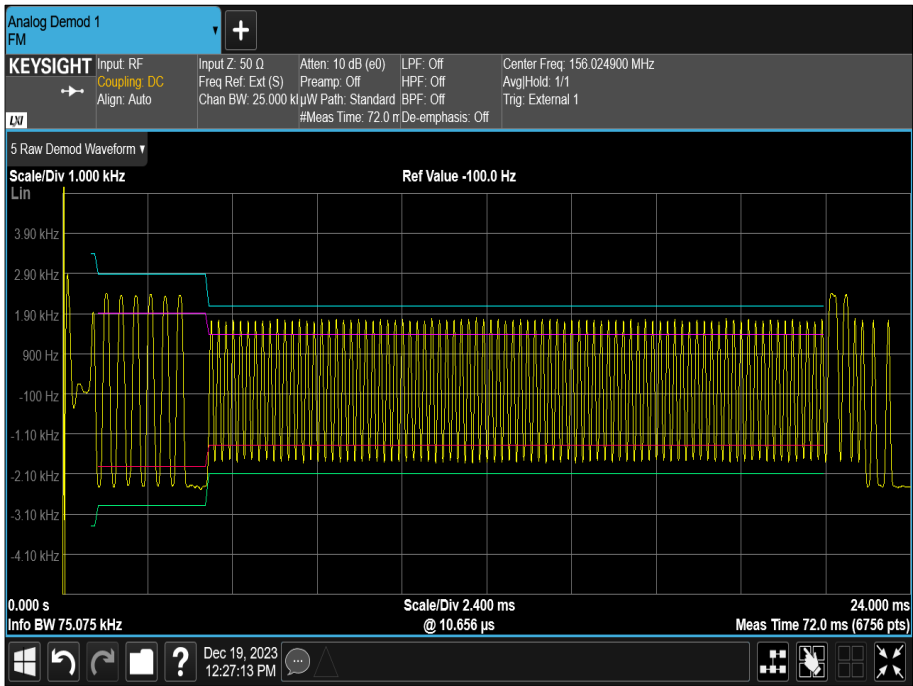 Analog Demod 1
FM
KEYSIGHT
LXI
Input: RF
Coupling: DC
Align: Auto
Input Z: 50 Ω
Freq Ref: Ext (S)
Chan BW: 25.000 k
Atten: 10 dB (e0)
Preamp: Off
µW Path: Standard
#Meas Time: 72.0 m
LPF: Off
HPF: Off
BPF: Off
De-emphasis: Off
Center Freq: 156.024900 MHz
Avg|Hold: 1/1
Trig: External 1
5 Raw Demod Waveform
Scale/Div 1.000 kHz
Ref Value -100.0 Hz
Lin
3.90 kHz
2.90 kHz
1.90 kHz
900 Hz
-100 Hz
-1.10 kHz
-2.10 kHz
-3.10 kHz
-4.10 kHz
0.000 s
Scale/Div 2.400 ms
24.000 ms
Info BW 75.075 kHz
@ 10.656 µs
Meas Time 72.0 ms (6756 pts)
?
Dec 19, 2023
12:27:13 PM